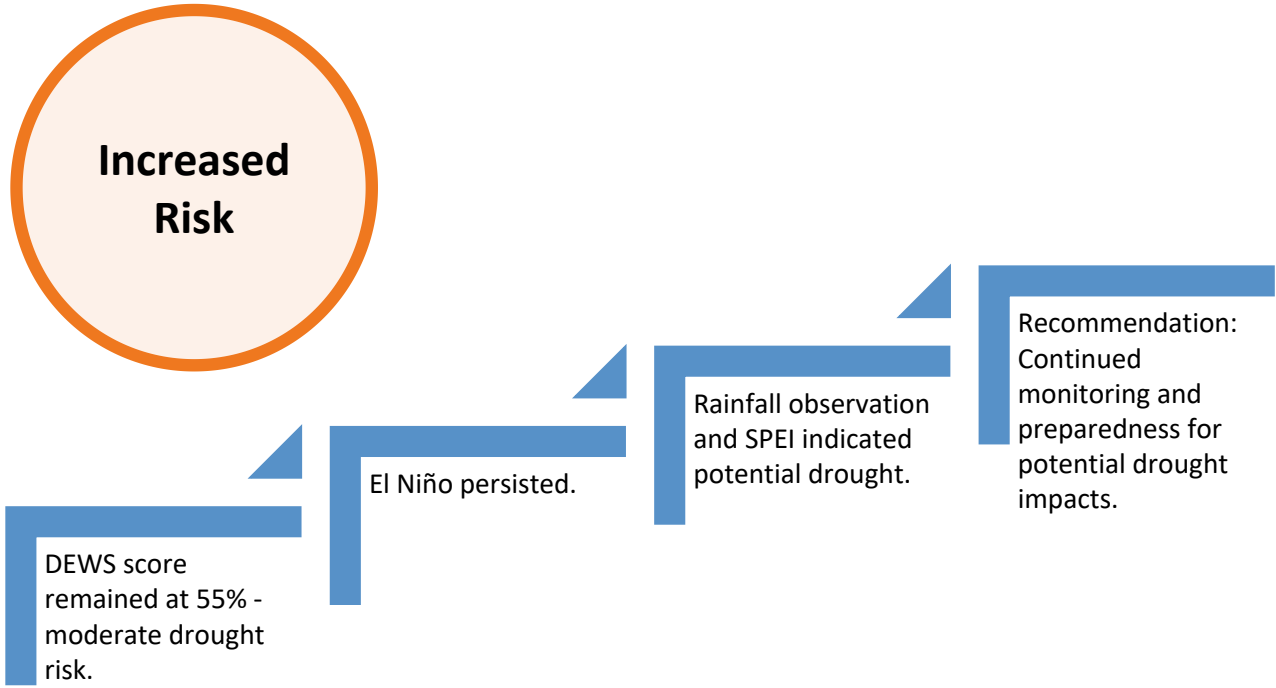 Increased
Risk
DEWS score
remained at 55% -
moderate drought
risk.
El Niño persisted.
Rainfall observation
and SPEI indicated
potential drought.
Recommendation:
Continued
monitoring and
preparedness for
potential drought
impacts.